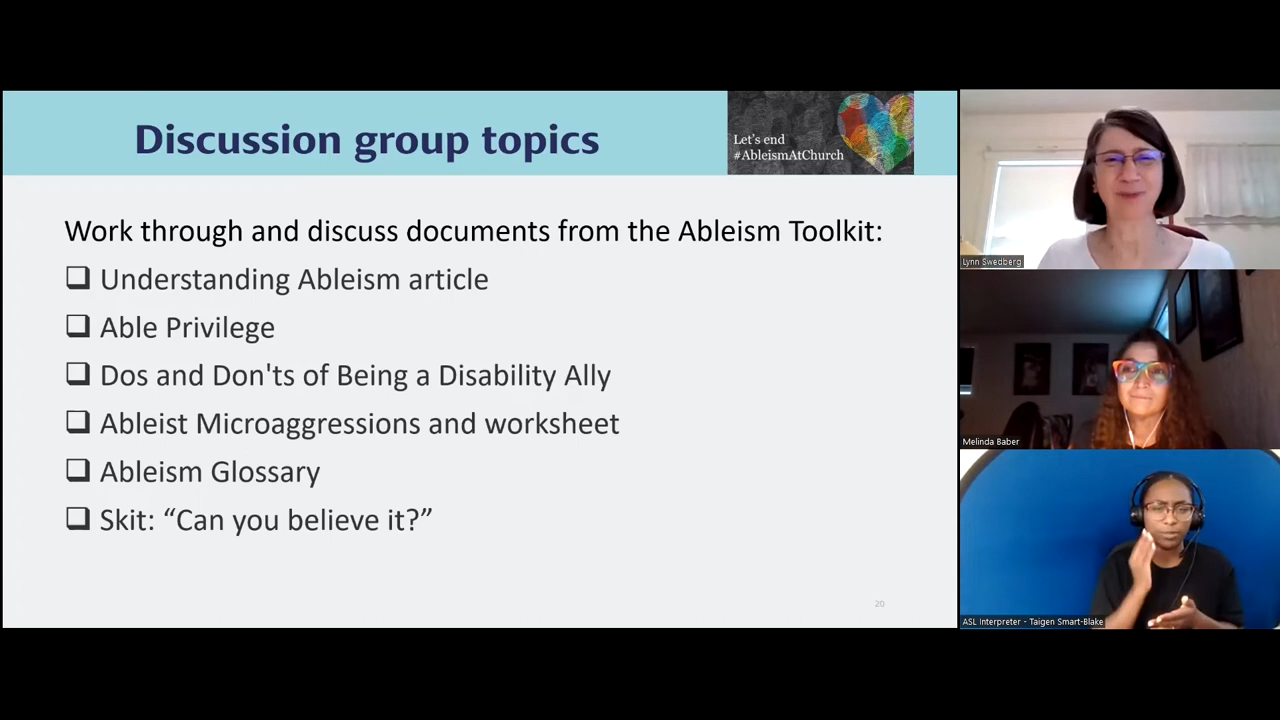 Discussion group topics
Let's end
#AbleismAtChurch
Work through and discuss documents from the Ableism Toolkit:
Understanding Ableism article
Able Privilege
Dos and Don'ts of Being a Disability Ally
Ableist Microaggressions and worksheet
Ableism Glossary
Skit: “Can you believe it?”
20
Lynn Swedberg
Melinda Baber
ASL Interpreter - Taigen Smart-Blake